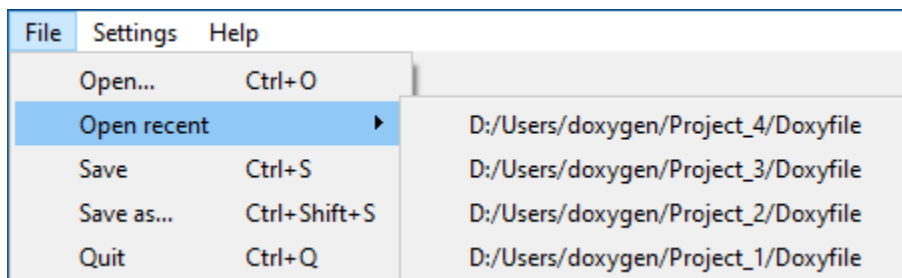 File Settings Help
Open... Ctrl+O
Open recent D:/Users/doxygen/Project_4/Doxyfile
Save Ctrl+S D:/Users/doxygen/Project_3/Doxyfile
Save as... Ctrl+Shift+S D:/Users/doxygen/Project_2/Doxyfile
Quit Ctrl+Q D:/Users/doxygen/Project_1/Doxyfile